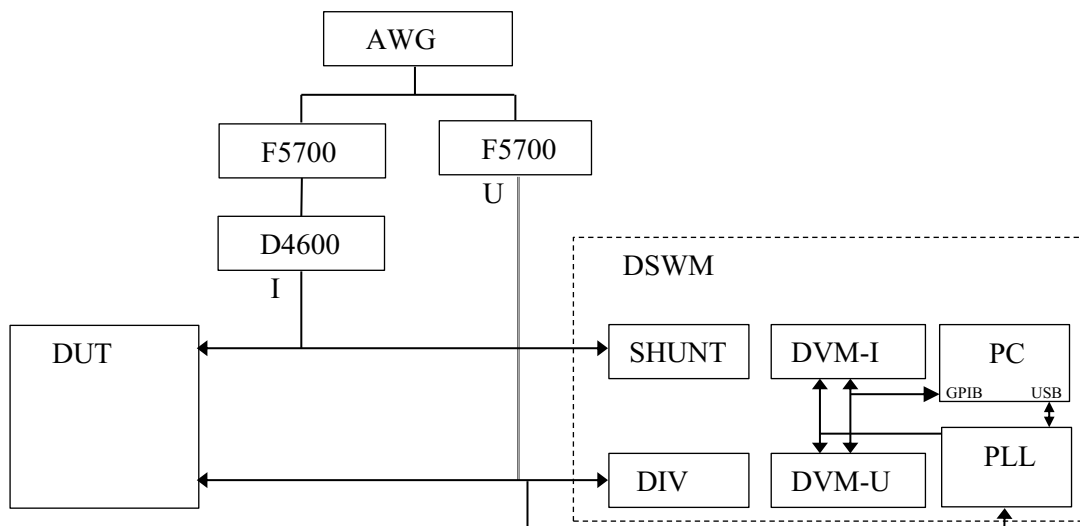 AWG
F5700
F5700
U
D4600
I
DSWM
DUT
SHUNT
DVM-I
PC
GPIB
USB
DIV
DVM-U
PLL